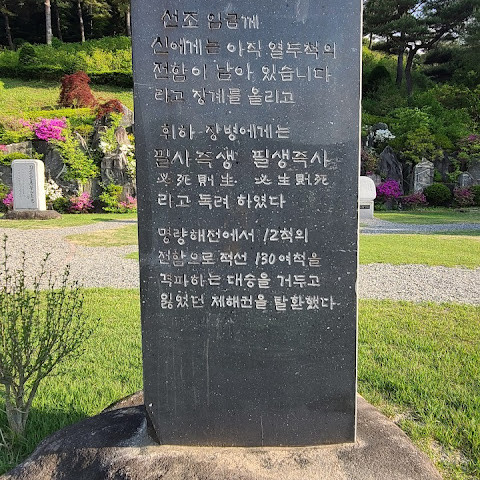 선조 임금께
신에게는 아직 열두척의
전함이 남아 있습니다
라고 장계를 올리고
휘하 장병에게는
필사즉생 필생즉사
必死則生 必生則死
라고 독려 하였다
명량해전에서 12척의
전함으로 적선 130여척을
격파하는 대승을 거두고
잃었던 제해권을 탈환했다